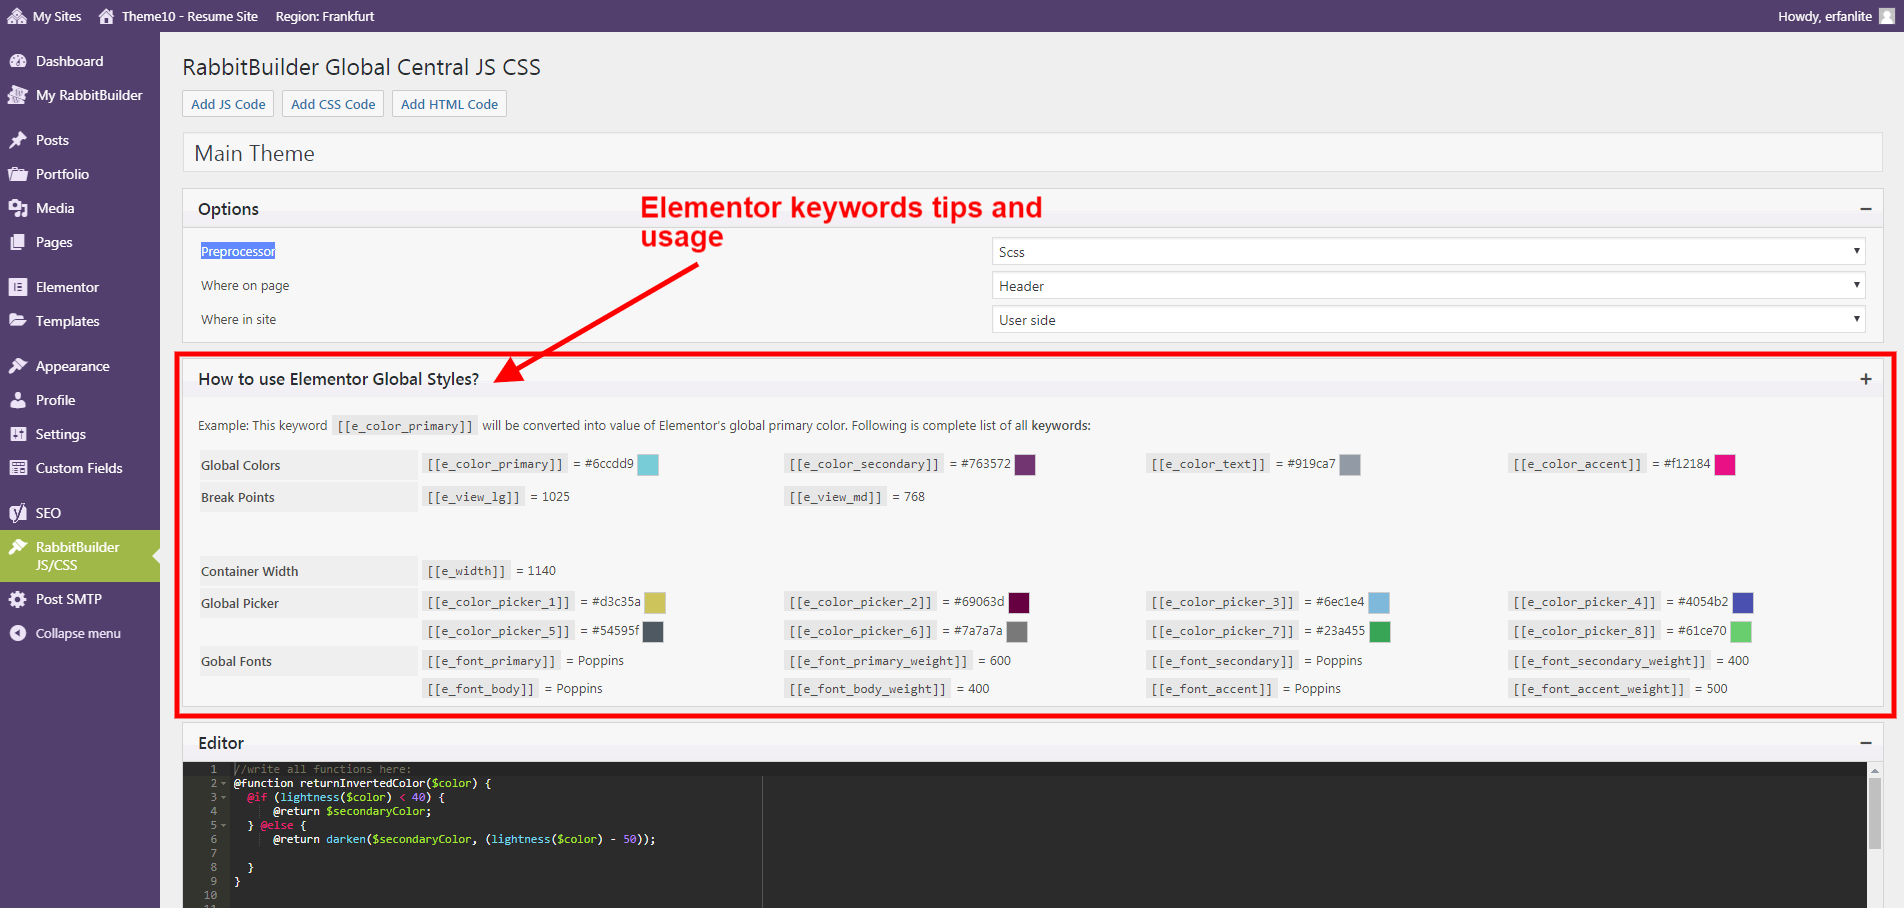 My Sites
Theme10 - Resume Site
Region: Frankfurt
Howdy, erfanlite
Dashboard
My RabbitBuilder
Posts
Portfolio
Media
Pages
Elementor
Templates
Appearance
Profile
Settings
Custom Fields
SEO
RabbitBuilder
JS/CSS
Post SMTP
Collapse menu
RabbitBuilder Global Central JS CSS
Add JS Code
Add CSS Code
Add HTML Code
Main Theme
Options
Elementor keywords tips and
usage
Preprocessor
Scss
Where on page
Header
Where in site
User side
How to use Elementor Global Styles?
Example: This keyword [[e_color_primary]] will be converted into value of Elementor's global primary color. Following is complete list of all keywords:
Global Colors [[e_color_primary]] = #6ccdd9 [[e_color_secondary]] = #763572 [[e_color_text]] = #919ca7 [[e_color_accent]] = #f12184
Break Points [[e_view_lg]] = 1025 [[e_view_md]] = 768
Container Width [[e_width]] = 1140
Global Picker [[e_color_picker_1]] = #d3c35a [[e_color_picker_2]] = #69063d [[e_color_picker_3]] = #6ec1e4 [[e_color_picker_4]] = #4054b2
[[e_color_picker_5]] = #54595f [[e_color_picker_6]] = #7a7a7a [[e_color_picker_7]] = #23a455 [[e_color_picker_8]] = #61ce70
Gobal Fonts [[e_font_primary]] = Poppins [[e_font_primary_weight]] = 600 [[e_font_secondary]] = Poppins [[e_font_secondary_weight]] = 400
[[e_font_body]] = Poppins [[e_font_body_weight]] = 400 [[e_font_accent]] = Poppins [[e_font_accent_weight]] = 500
Editor
1 //write all functions here:
2 @function returnInvertedColor($color) {
3 @if (lightness($color) < 40) {
4 @return $secondaryColor;
5 } @else {
6 @return darken($secondaryColor, (lightness($color) - 50));
7
8 }
9 }
10
11